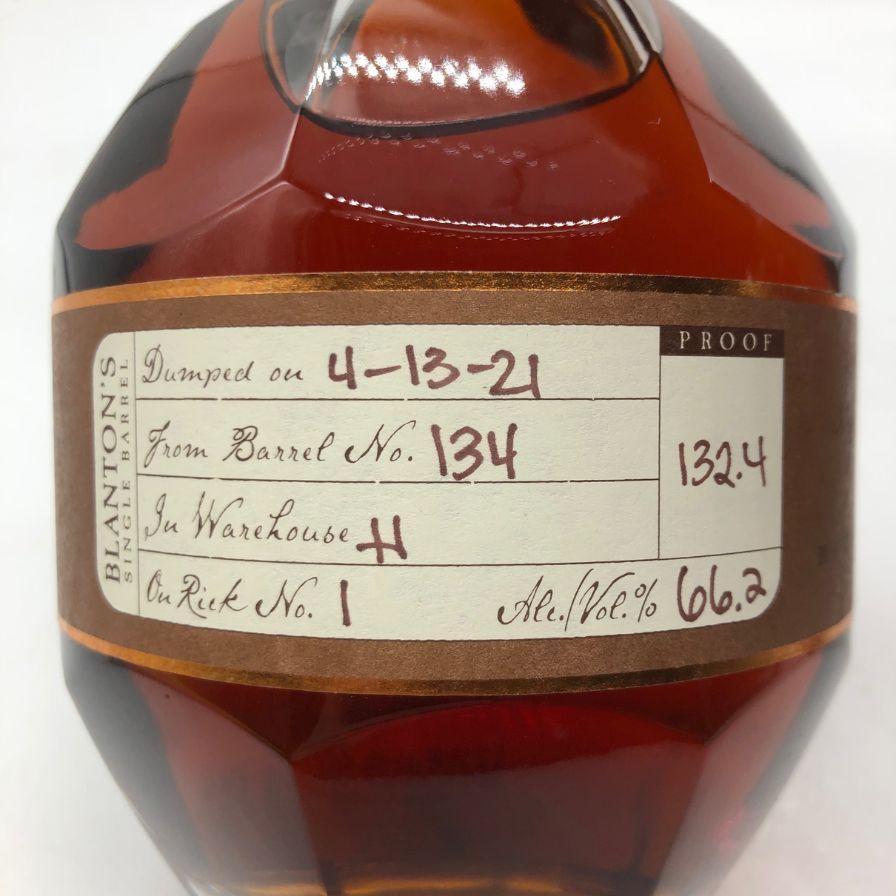 BLANTON'S
SINGLE BARREL
Dumped on 4-13-21
From Barrel No. 134
In Warehouse H
On Rick No. 1
Alc./Vol.% 66.2
PROOF
132.4